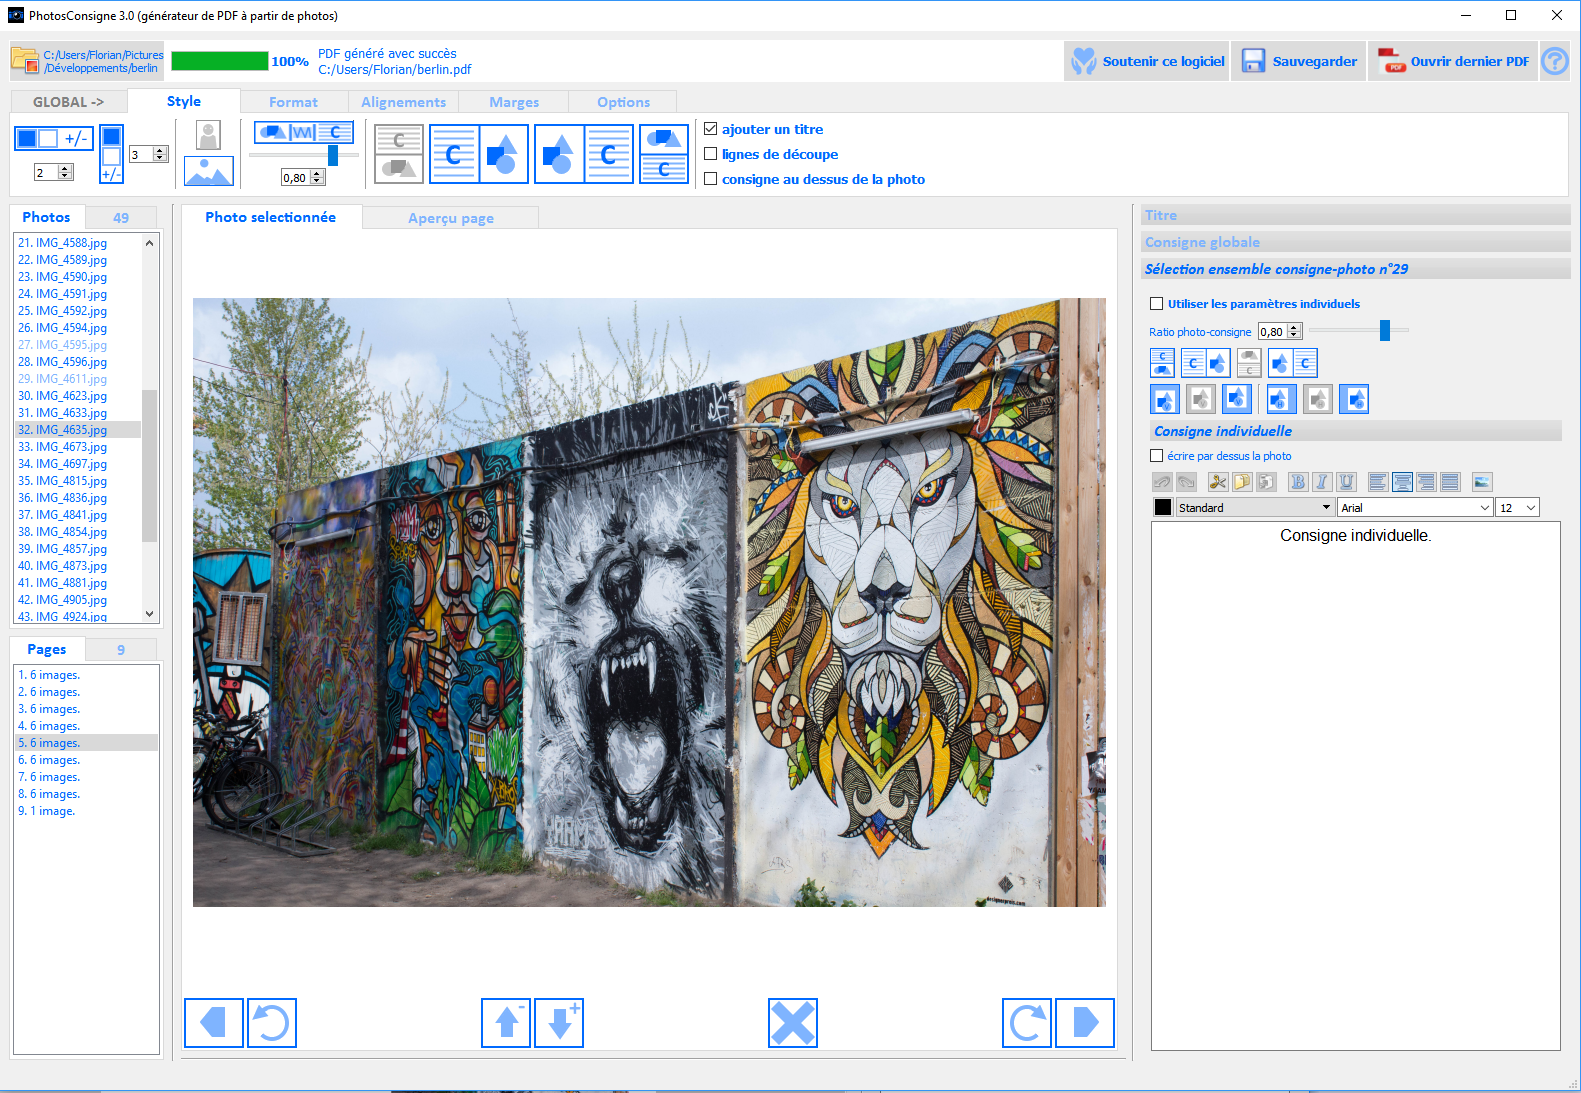 PhotosConsigne 3.0 (générateur de PDF à partir de photos)
C:/Users/Florian/Pictures
/Développements/berlin
100%
PDF généré avec succès
C:/Users/Florian/berlin.pdf
Soutenir ce logiciel
Sauvegarder
PDF
Ouvrir dernier PDF
?
GLOBAL ->
Style
Format
Alignements
Marges
Options
+/-
2
+/-
3
C
0,80
C
C
C
C
ajouter un titre
lignes de découpe
consigne au dessus de la photo
Photos
49
21. IMG_4588.jpg
22. IMG_4589.jpg
23. IMG_4590.jpg
24. IMG_4591.jpg
25. IMG_4592.jpg
26. IMG_4594.jpg
27. IMG_4595.jpg
28. IMG_4596.jpg
29. IMG_4611.jpg
30. IMG_4623.jpg
31. IMG_4633.jpg
32. IMG_4635.jpg
33. IMG_4673.jpg
34. IMG_4697.jpg
35. IMG_4815.jpg
36. IMG_4836.jpg
37. IMG_4841.jpg
38. IMG_4854.jpg
39. IMG_4857.jpg
40. IMG_4873.jpg
41. IMG_4881.jpg
42. IMG_4905.jpg
43. IMG_4924.jpg
Pages
9
1. 6 images.
2. 6 images.
3. 6 images.
4. 6 images.
5. 6 images.
6. 6 images.
7. 6 images.
8. 6 images.
9. 1 image.
Photo selectionnée
Aperçu page
Titre
Consigne globale
Sélection ensemble consigne-photo n°29
Utiliser les paramètres individuels
Ratio photo-consigne
0,80
C
C
C
C
Consigne individuelle
écrire par dessus la photo
B
I
U
Standard
Arial
12
Consigne individuelle.